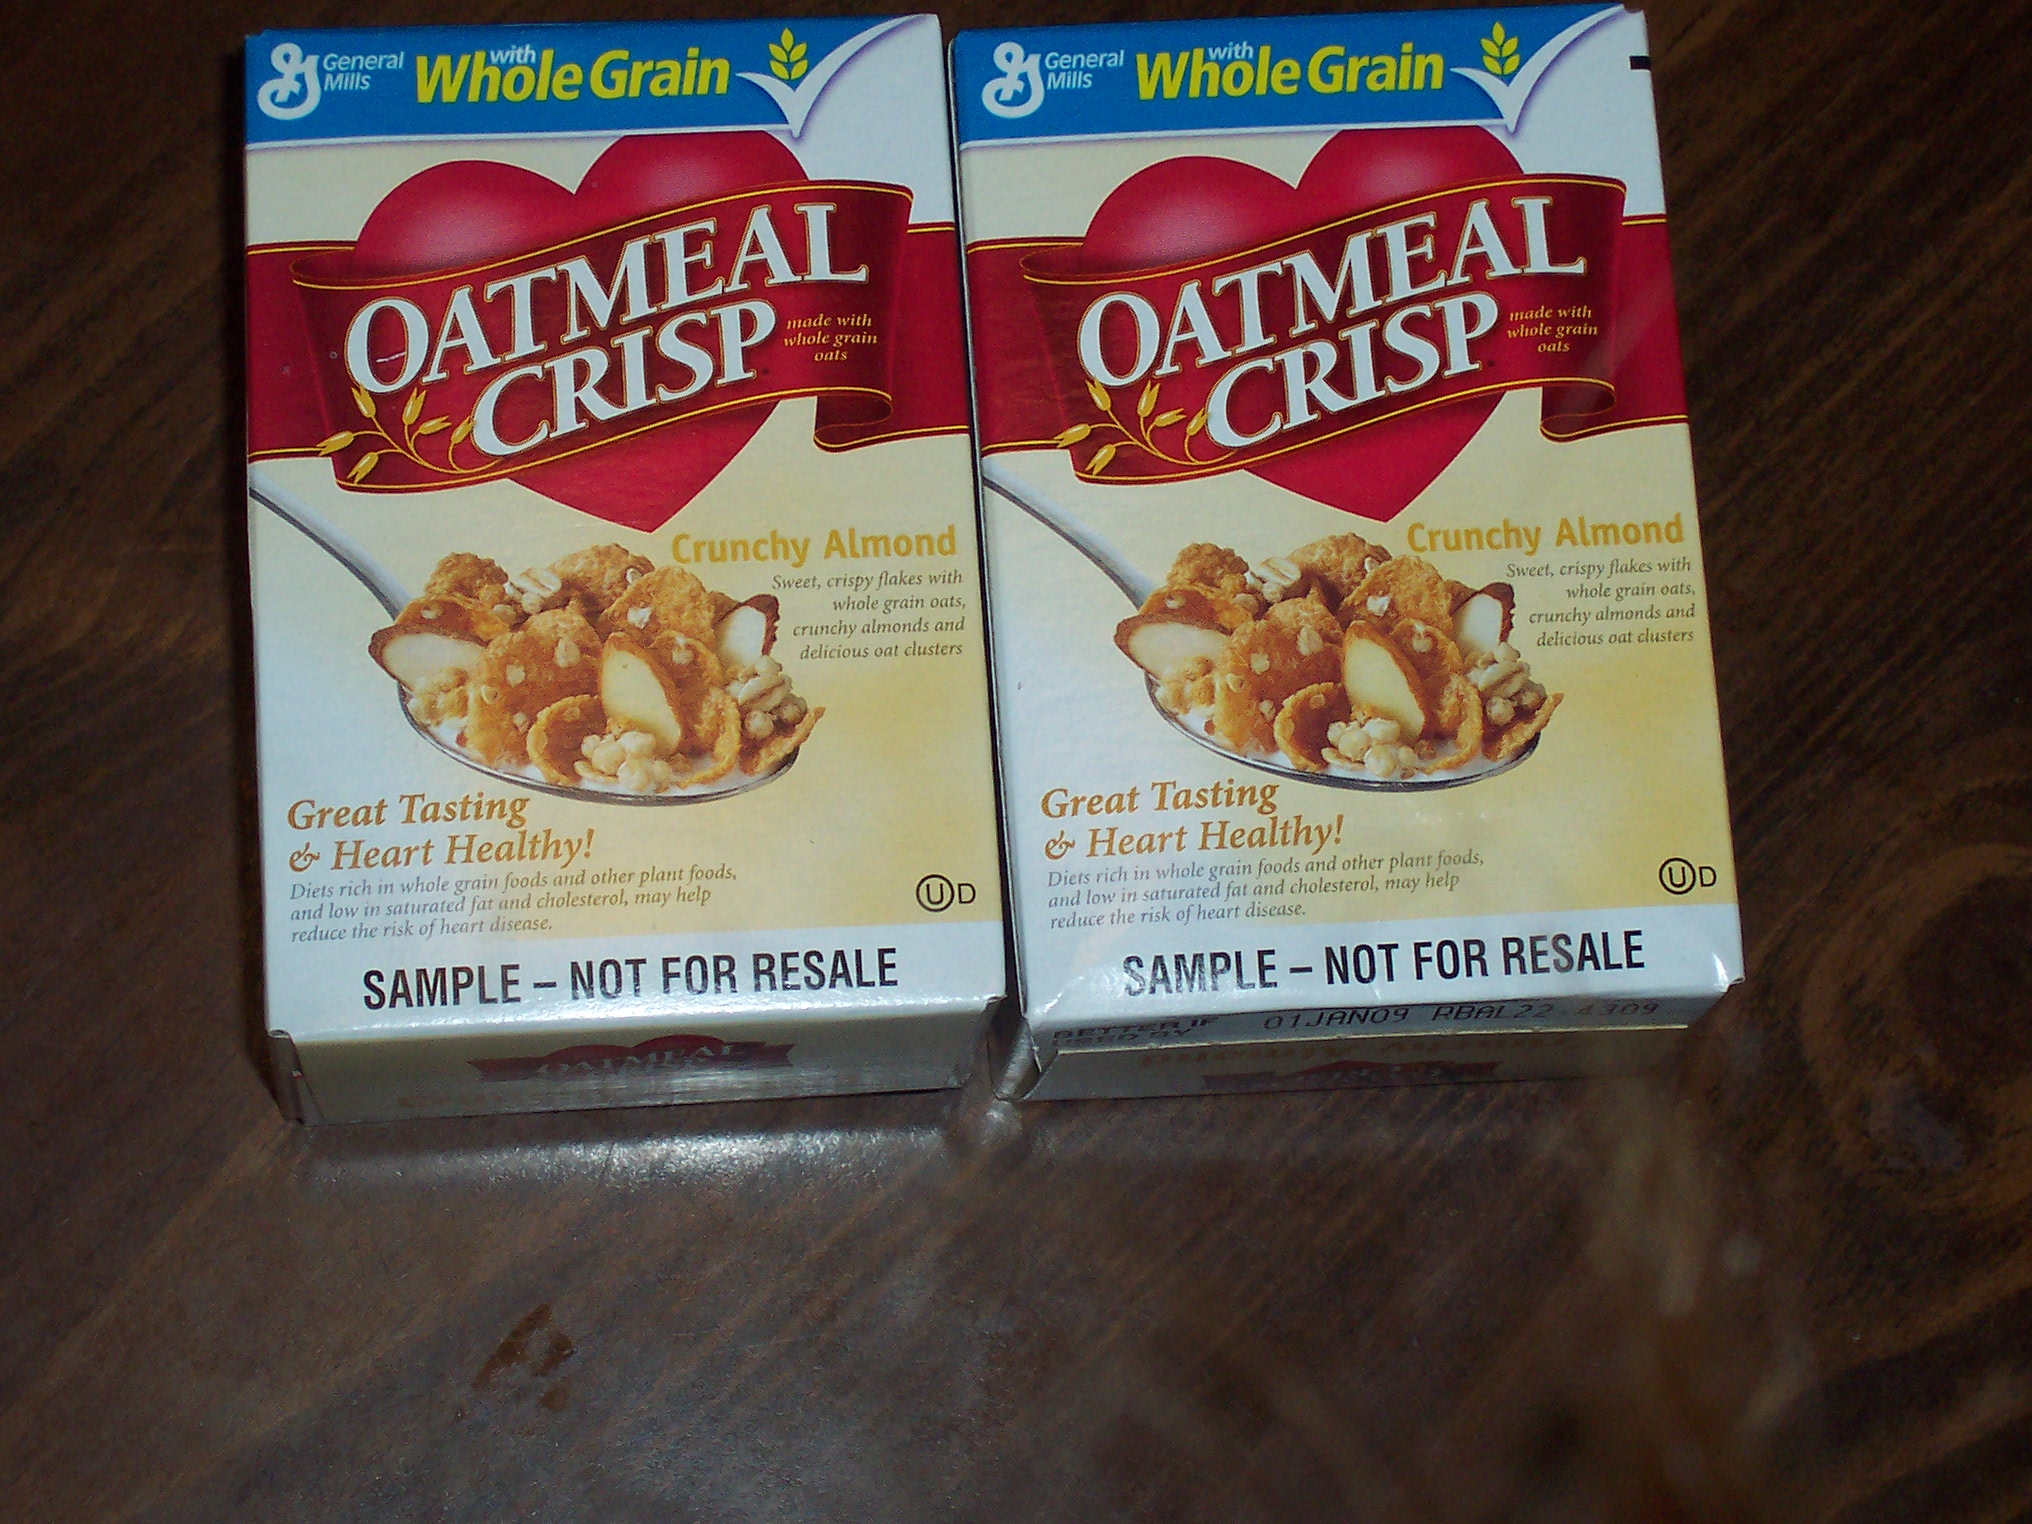 General
Mills
with
Whole Grain
OATMEAL
CRISP
made with
whole grain
oats
Crunchy Almond
Sweet, crispy flakes with
whole grain oats,
crunchy almonds and
delicious oat clusters
Great Tasting
& Heart Healthy!
Diets rich in whole grain foods and other plant foods,
and low in saturated fat and cholesterol, may help
reduce the risk of heart disease.
U D
SAMPLE – NOT FOR RESALE
OATMEAL
General
Mills
with
Whole Grain
OATMEAL
CRISP
made with
whole grain
oats
Crunchy Almond
Sweet, crispy flakes with
whole grain oats,
crunchy almonds and
delicious oat clusters
Great Tasting
& Heart Healthy!
Diets rich in whole grain foods and other plant foods,
and low in saturated fat and cholesterol, may help
reduce the risk of heart disease.
U D
SAMPLE – NOT FOR RESALE
BETTER IF
USED BY
01JAN09 RBAL22